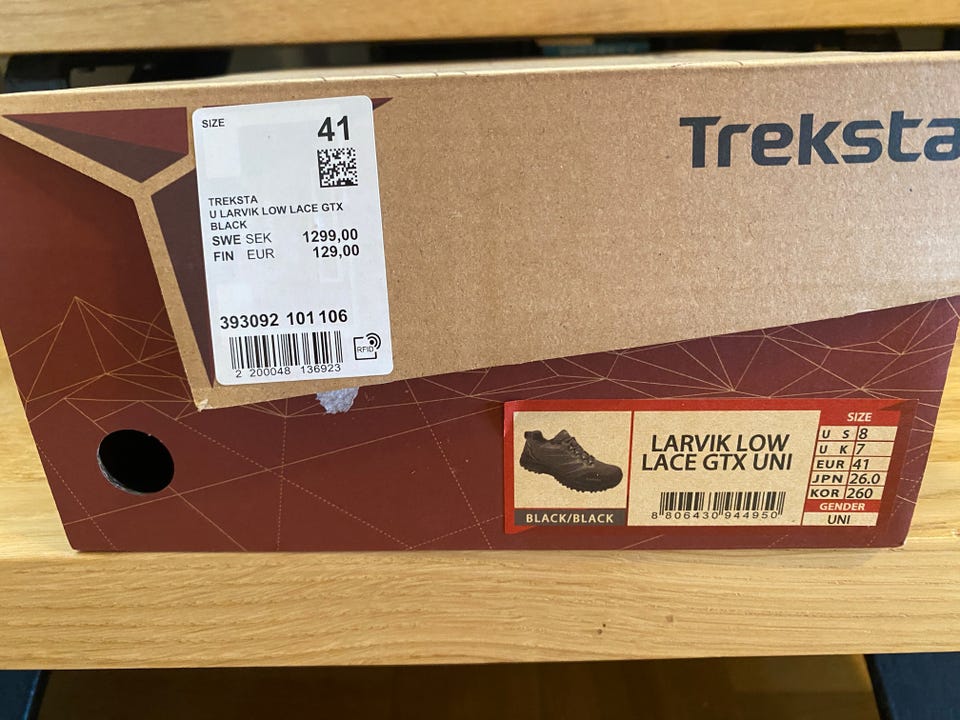 SIZE 41
TREKSTA
U LARVIK LOW LACE GTX
BLACK
SWE SEK 1299,00
FIN EUR 129,00
393092 101106
RFID
2 200048 136923
Treksta
BLACK/BLACK
LARVIK LOW
LACE GTX UNI
8 806430 944950
SIZE
US 8
UK 7
EUR 41
JPN 26.0
KOR 260
GENDER
UNI